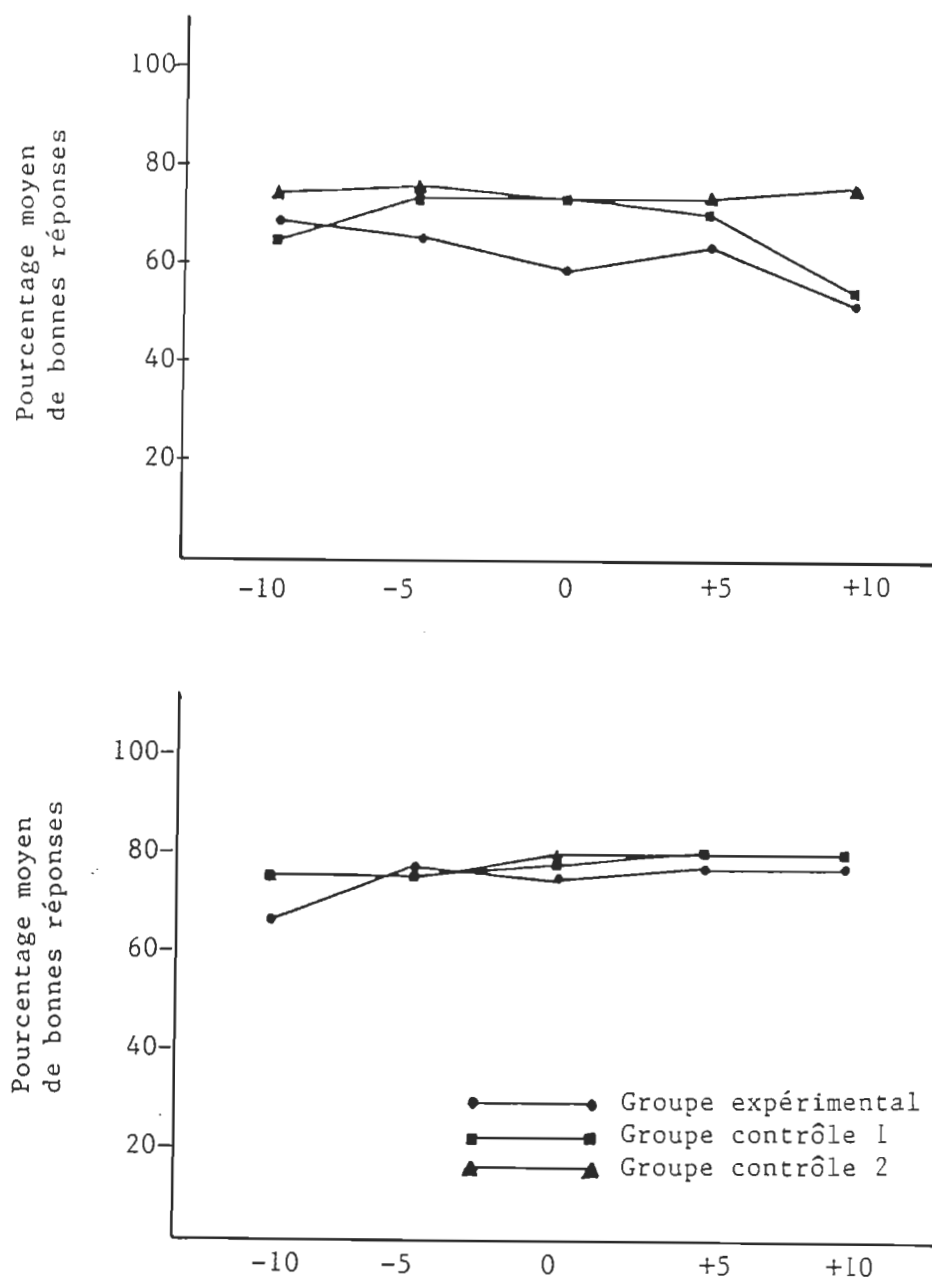 Pourcentage moyen
de bonnes réponses
100
80
60
40
20
-10 -5 0 +5 +10
Pourcentage moyen
de bonnes réponses
100
80
60
40
20
Groupe expérimental
Groupe contrôle 1
Groupe contrôle 2
-10 -5 0 +5 +10